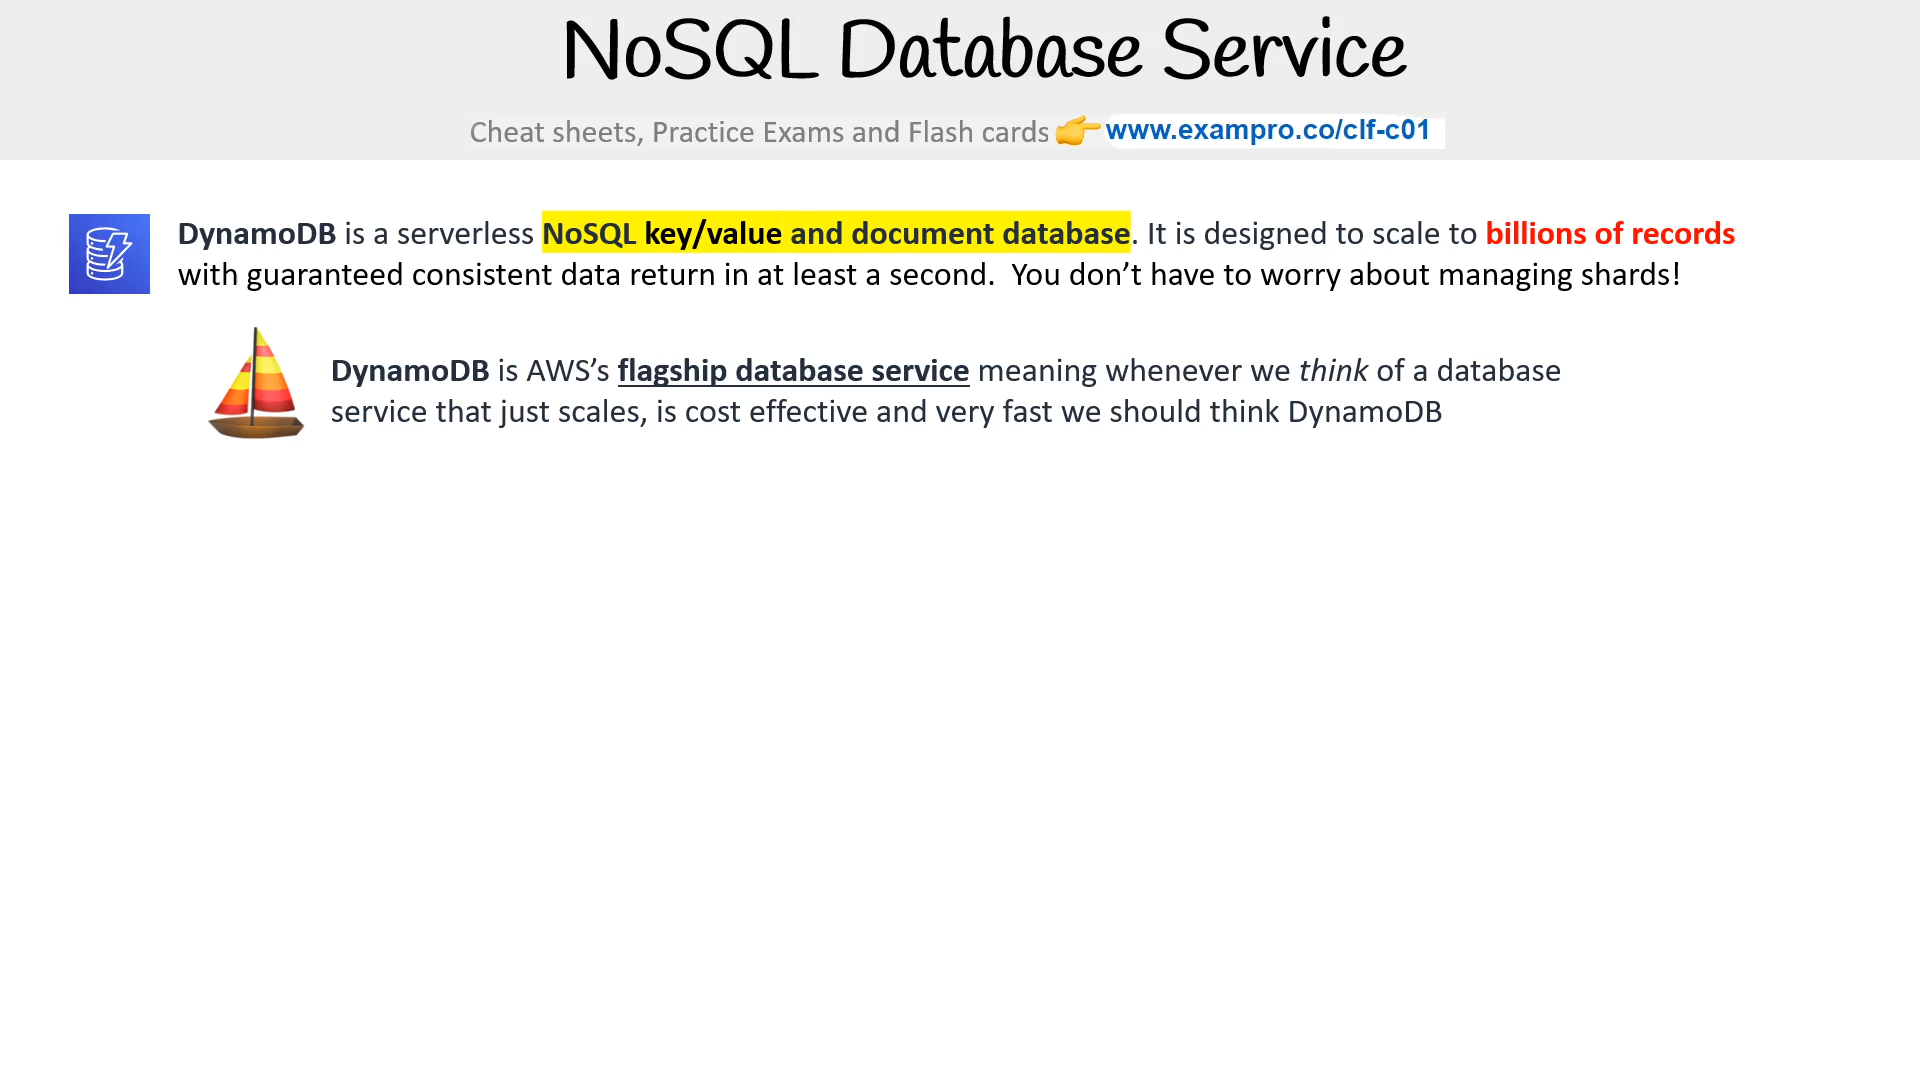 NoSQL Database Service
Cheat sheets, Practice Exams and Flash cards 👉 www.exampro.co/clf-c01
DynamoDB is a serverless NoSQL key/value and document database. It is designed to scale to billions of records
with guaranteed consistent data return in at least a second. You don’t have to worry about managing shards!
DynamoDB is AWS’s flagship database service meaning whenever we think of a database
service that just scales, is cost effective and very fast we should think DynamoDB